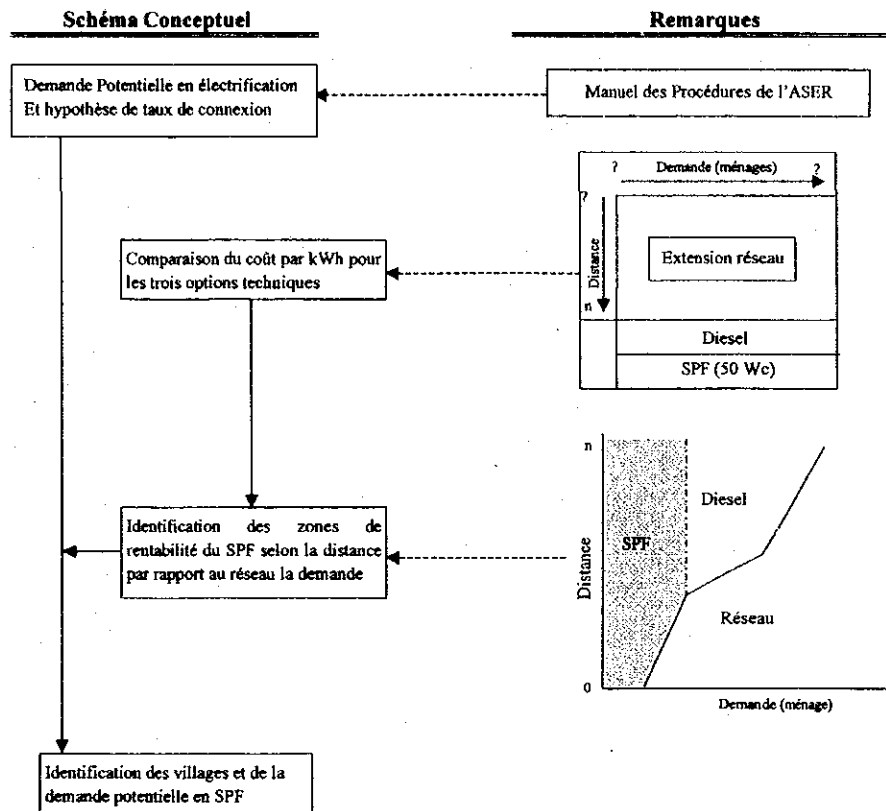 Schéma Conceptuel
Remarques
Demande Potentielle en électrification
Et hypothèse de taux de connexion
Manuel des Procédures de l'ASER
? Demande (ménages) ?
?
Distance
n
Extension réseau
Diesel
SPF (50 Wc)
Comparaison du coût par kWh pour
les trois options techniques
Identification des zones de
rentabilité du SPF selon la distance
par rapport au réseau la demande
n
Distance
0
SPF
Diesel
Réseau
Demande (ménage)
Identification des villages et de la
demande potentielle en SPF